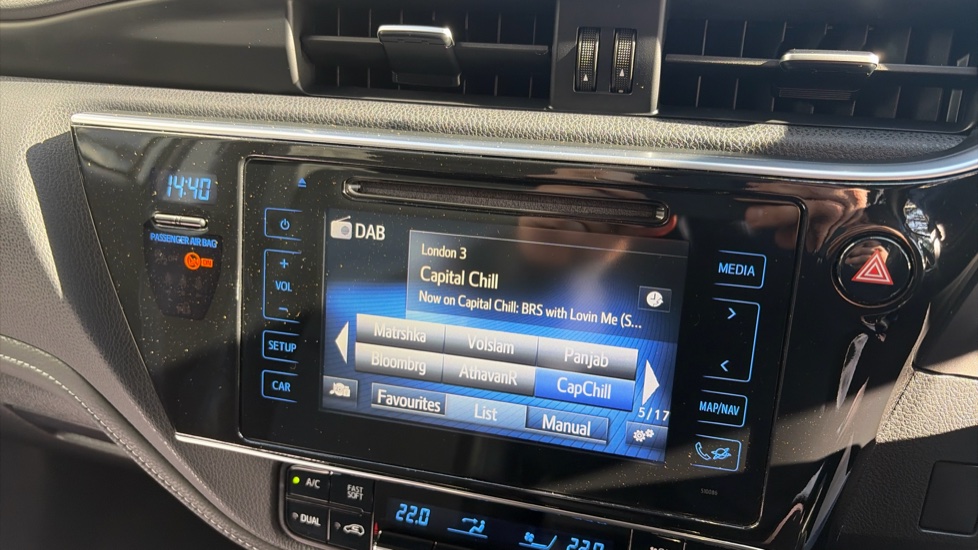 14:40
PASSENGER AIR BAG
ON
DAB
London 3
Capital Chill
Now on Capital Chill: BRS with Lovin Me (S...
Matrshka Volslam Panjab
Bloombrg AthavanR CapChill
5/17
Favourites List Manual
+
VOL
-
SETUP
CAR
MEDIA
>
<
MAP/NAV
A/C
FAST
SOFT
DUAL
22.0
22.0